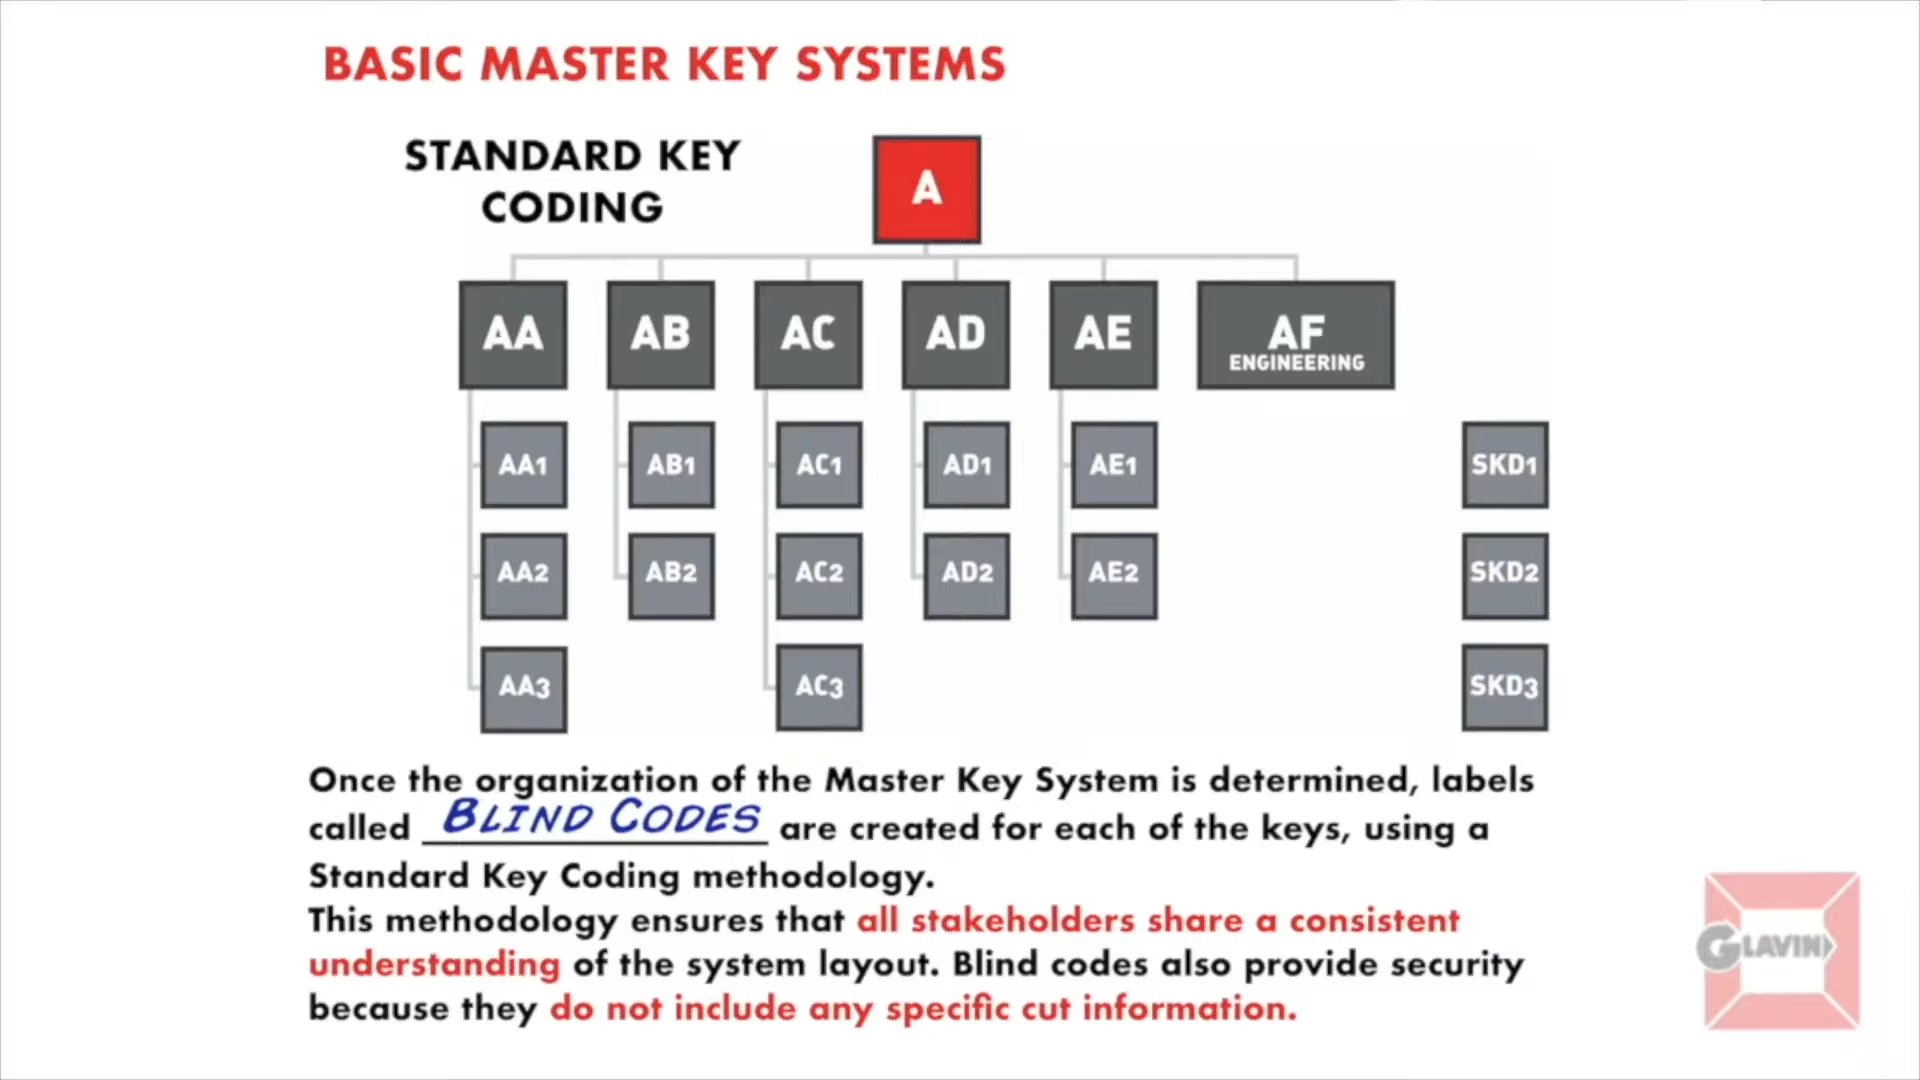 BASIC MASTER KEY SYSTEMS
STANDARD KEY
CODING
A
AA
AB
AC
AD
AE
AF
ENGINEERING
AA1
AB1
AC1
AD1
AE1
SKD1
AA2
AB2
AC2
AD2
AE2
SKD2
AA3
AC3
SKD3
Once the organization of the Master Key System is determined, labels
called BLIND CODES are created for each of the keys, using a
Standard Key Coding methodology.
This methodology ensures that all stakeholders share a consistent
understanding of the system layout. Blind codes also provide security
because they do not include any specific cut information.
GLAVIN